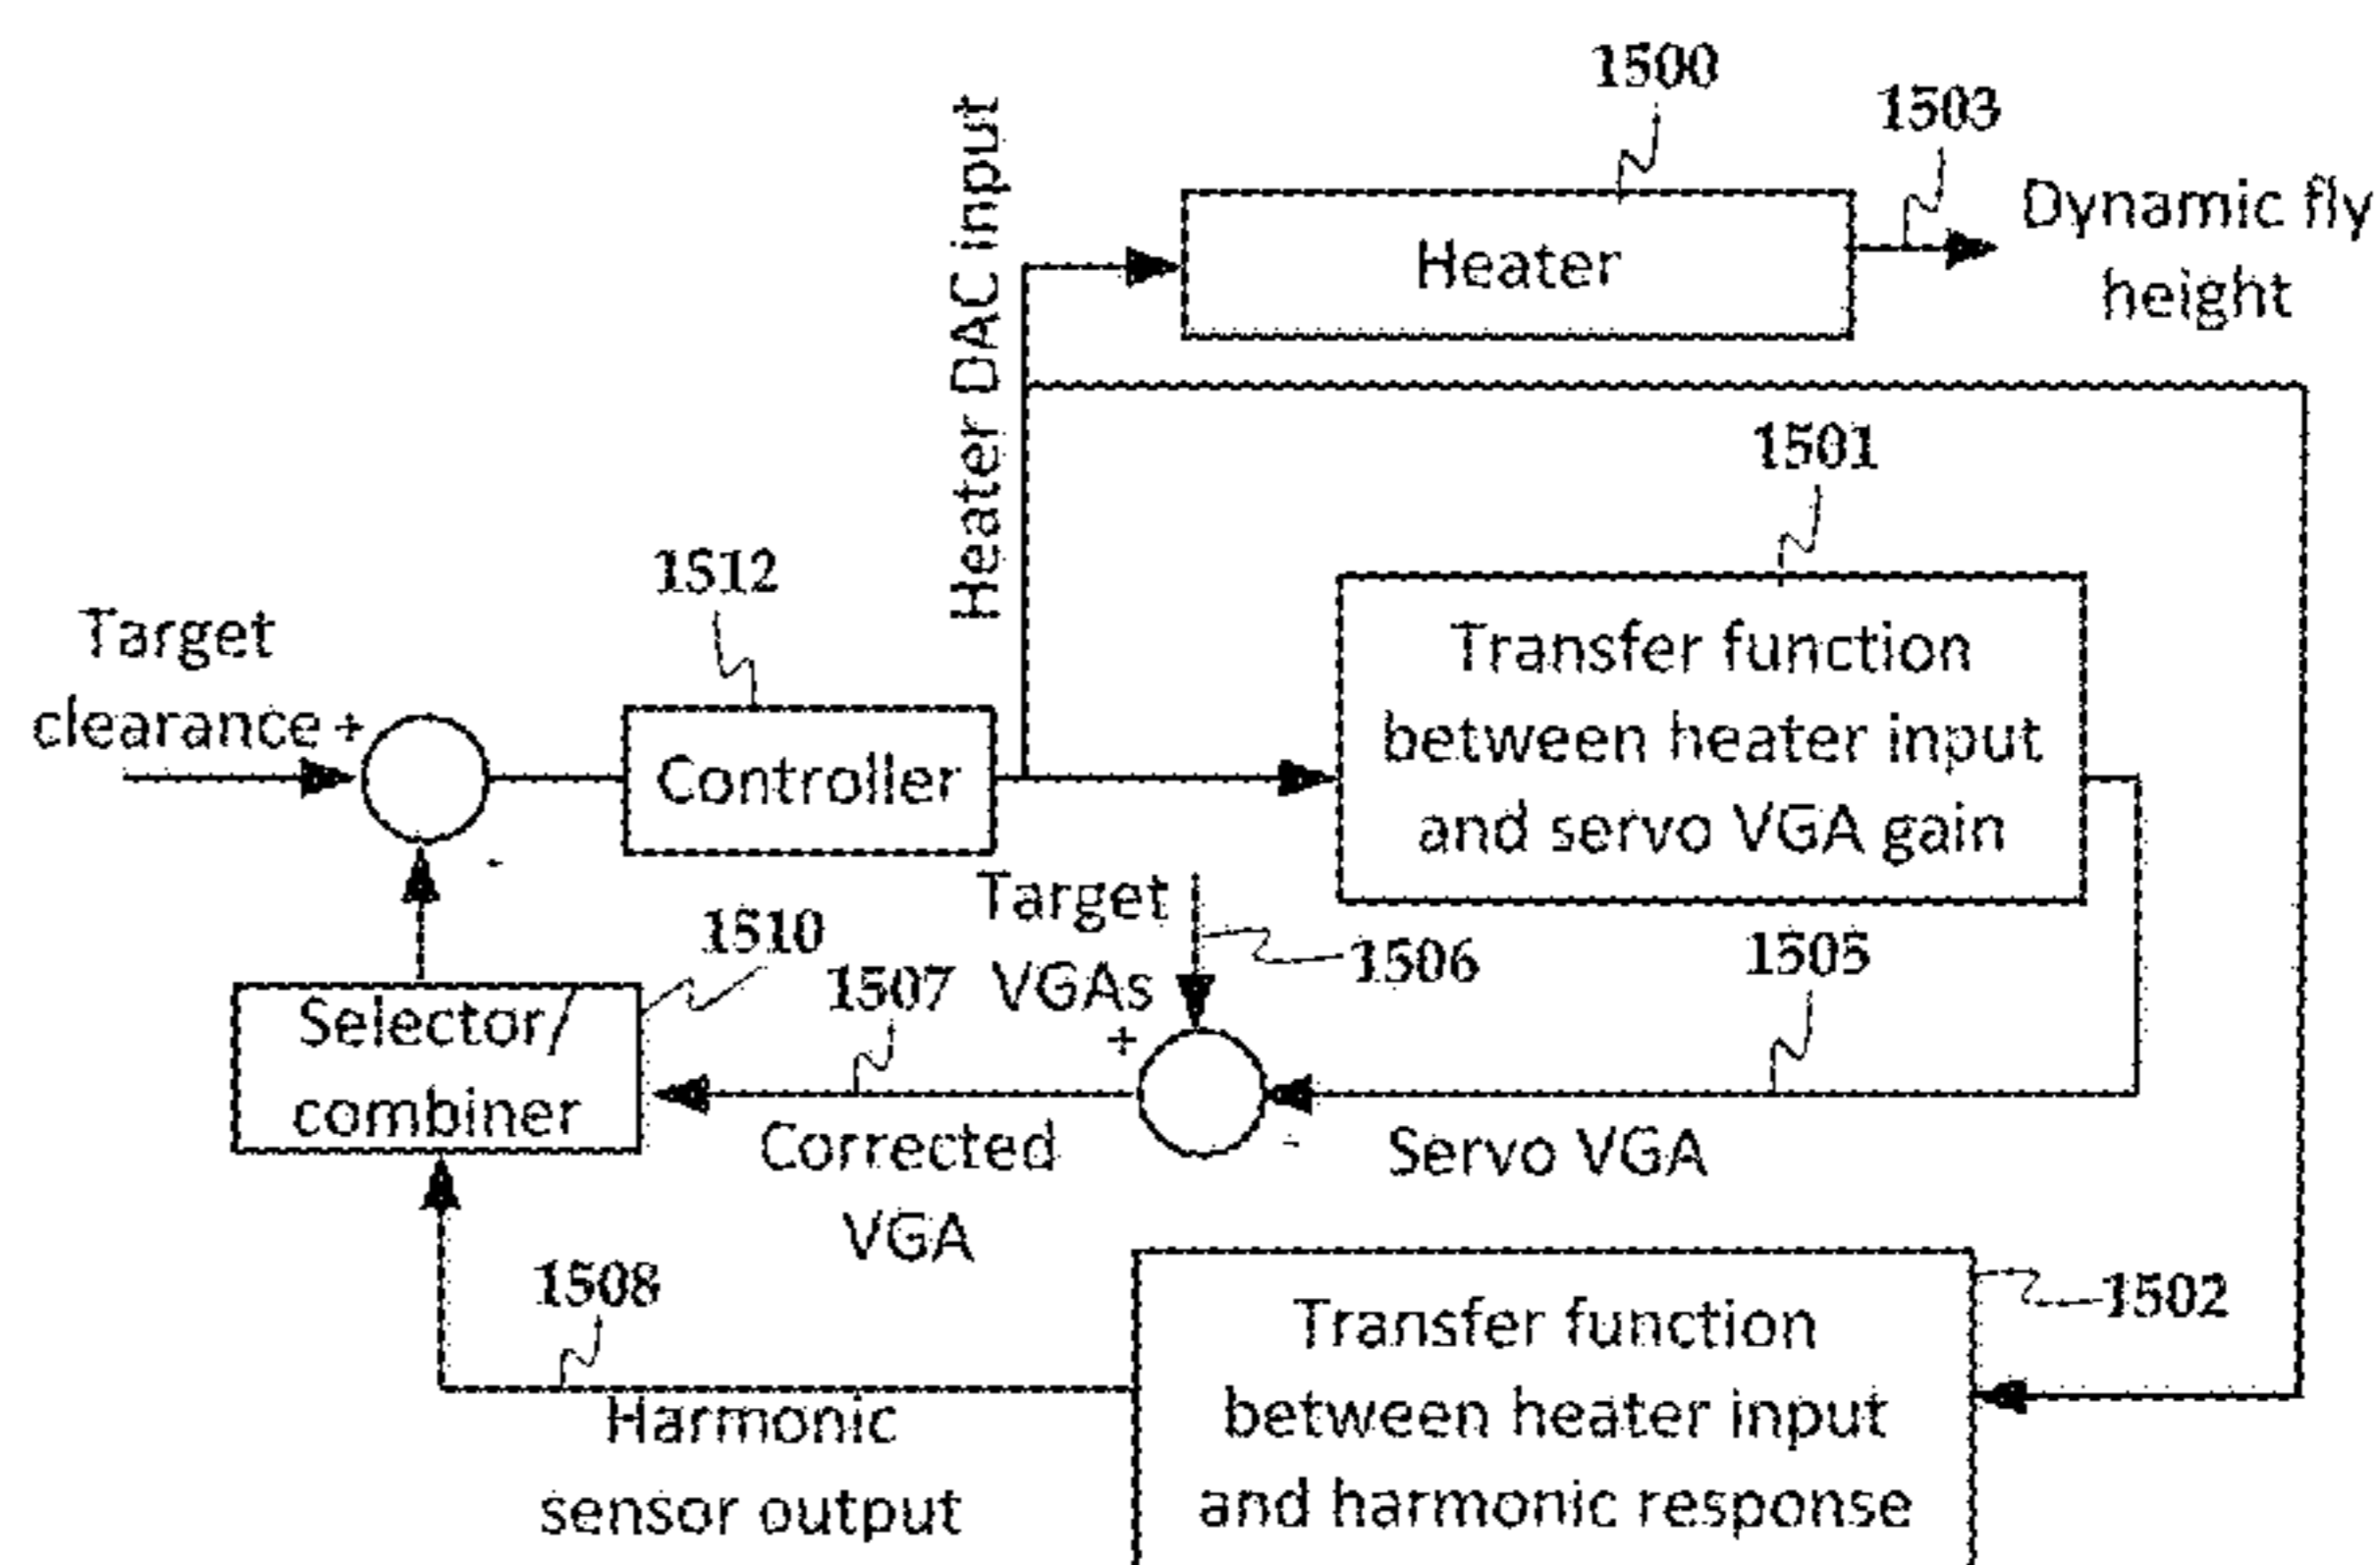 1500
1503
Heater
Dynamic fly
height
Heater DAC input
1501
1512
Target
clearance +
Controller
Transfer function
between heater input
and servo VGA gain
-
Target
VGAs
1506
1505
1510
1507
+
Selector/
combiner
Corrected
VGA
-
Servo VGA
1508
1502
Transfer function
between heater input
and harmonic response
Harmonic
sensor output